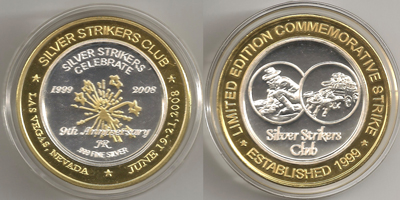 SILVER STRIKERS CLUB
SILVER STRIKERS
CELEBRATE
1999 2008
9th Anniversary
JR
.999 FINE SILVER
LAS VEGAS, NEVADA
JUNE 19-21, 2008
LIMITED EDITION COMMEMORATIVE STRIKE
Silver Strikers
Club
ESTABLISHED 1999